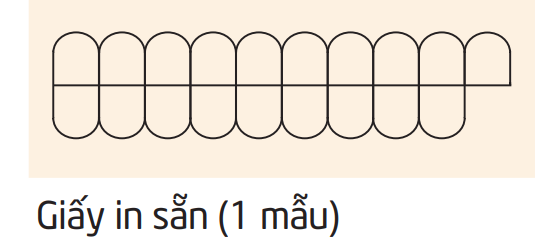 Giấy in sẵn (1 mẫu)